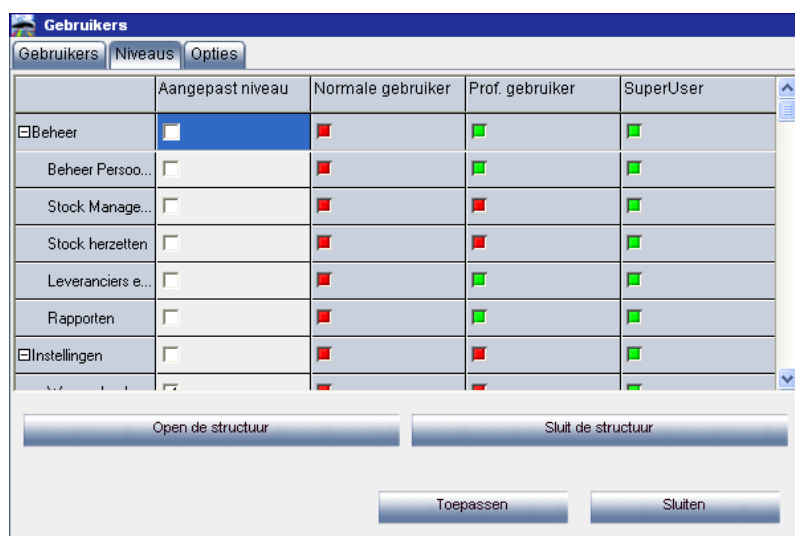 Gebruikers
Gebruikers Niveaus Opties
Aangepast niveau Normale gebruiker Prof. gebruiker SuperUser
Beheer
Beheer Persoo...
Stock Manage...
Stock herzetten
Leveranciers e...
Rapporten
Instellingen
Open de structuur Sluit de structuur
Toepassen Sluiten